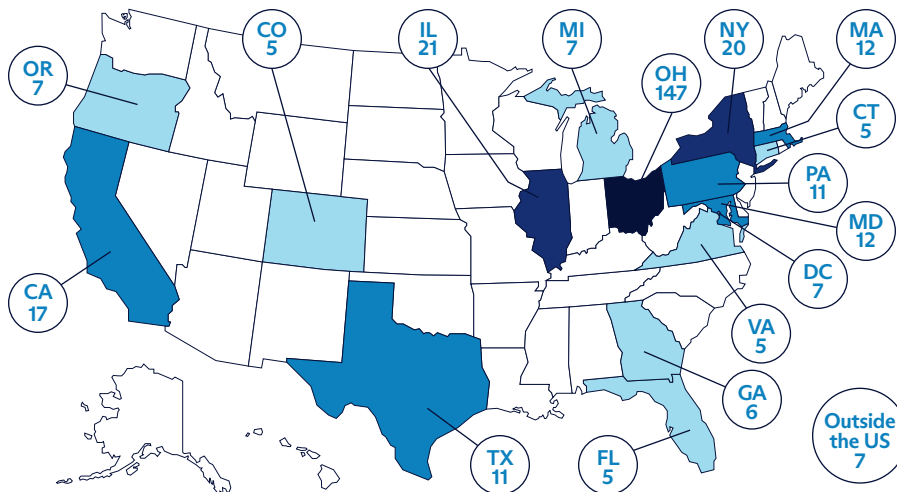 CO
5
IL
21
MI
7
NY
20
MA
12
OR
7
OH
147
CT
5
PA
11
MD
12
DC
7
CA
17
VA
5
GA
6
TX
11
FL
5
Outside
the US
7